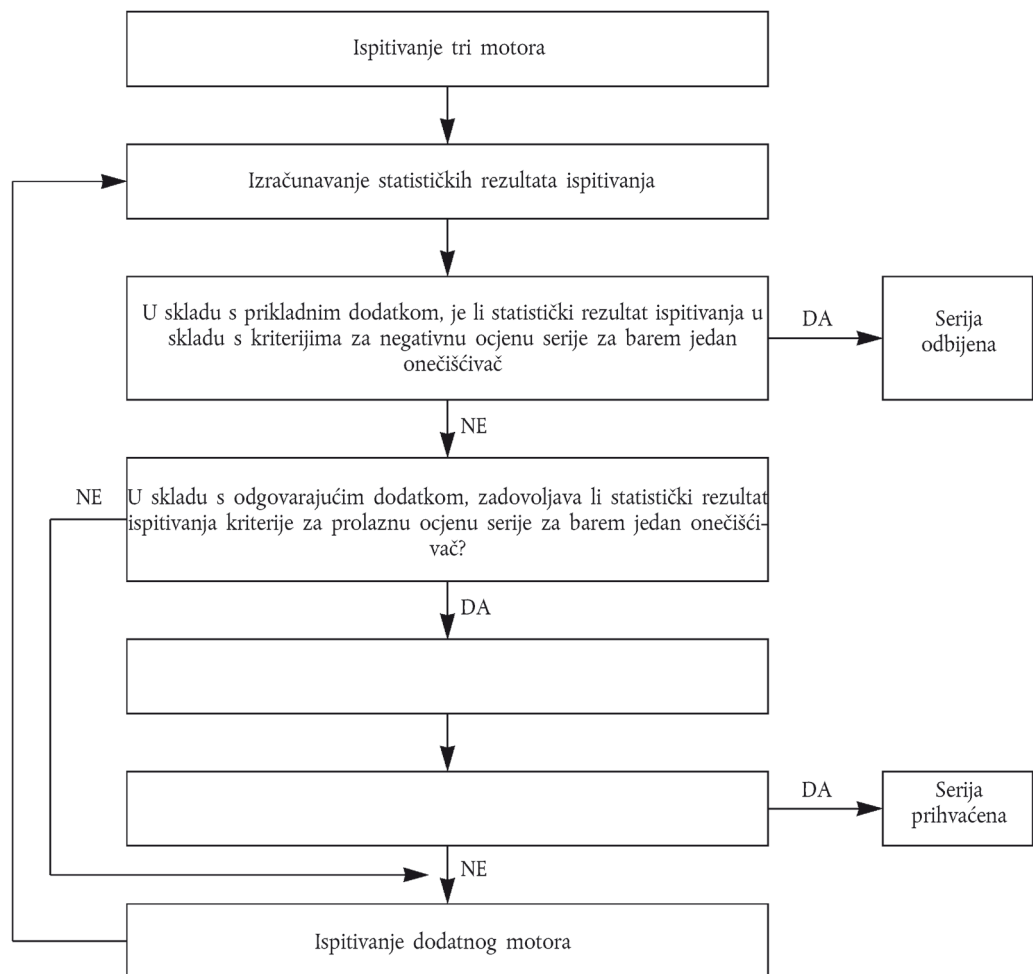 Ispitivanje tri motora
Izračunavanje statističkih rezultata ispitivanja
U skladu s prikladnim dodatkom, je li statistički rezultat ispitivanja u
skladu s kriterijima za negativnu ocjenu serije za barem jedan
onečišćivač
DA
Serija
odbijena
NE
NE
U skladu s odgovarajućim dodatkom, zadovoljava li statistički rezultat
ispitivanja kriterije za prolaznu ocjenu serije za barem jedan onečišći-
vač?
DA
DA
Serija
prihvaćena
NE
Ispitivanje dodatnog motora